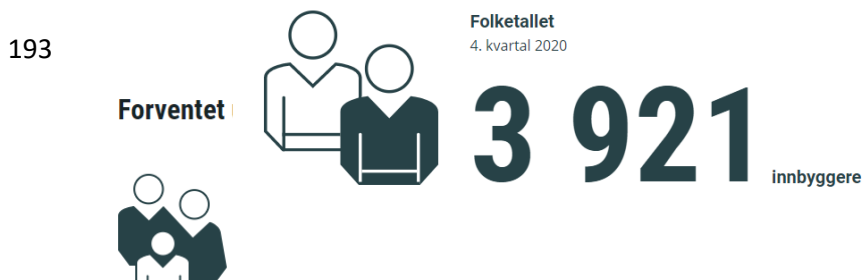 Folketallet
4. kvartal 2020
193
3 921 innbyggere
Forventet